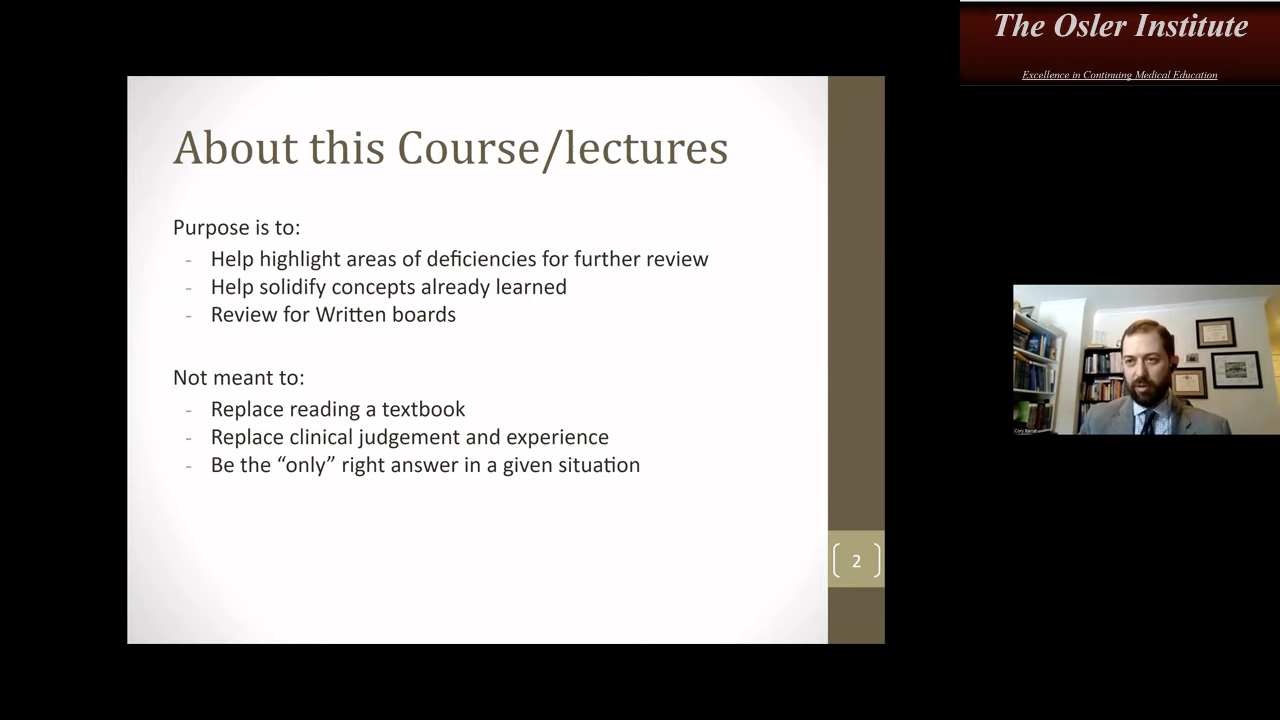 The Osler Institute
Excellence in Continuing Medical Education
About this Course/lectures
Purpose is to:
- Help highlight areas of deficiencies for further review
- Help solidify concepts already learned
- Review for Written boards
Not meant to:
- Replace reading a textbook
- Replace clinical judgement and experience
- Be the “only” right answer in a given situation
2